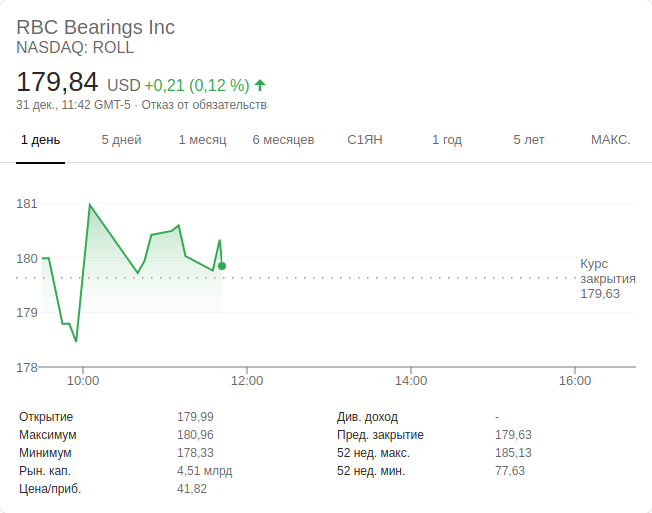 RBC Bearings Inc
NASDAQ: ROLL
179,84 USD +0,21 (0,12 %)
31 дек., 11:42 GMT-5 · Отказ от обязательств
1 день 5 дней 1 месяц 6 месяцев С1ЯН 1 год 5 лет МАКС.
181
180
Курс
закрытия
179,63
179
178
10:00 12:00 14:00 16:00
Открытие 179,99 Див. доход -
Максимум 180,96 Пред. закрытие 179,63
Минимум 178,33 52 нед. макс. 185,13
Рын. кап. 4,51 млрд 52 нед. мин. 77,63
Цена/приб. 41,82